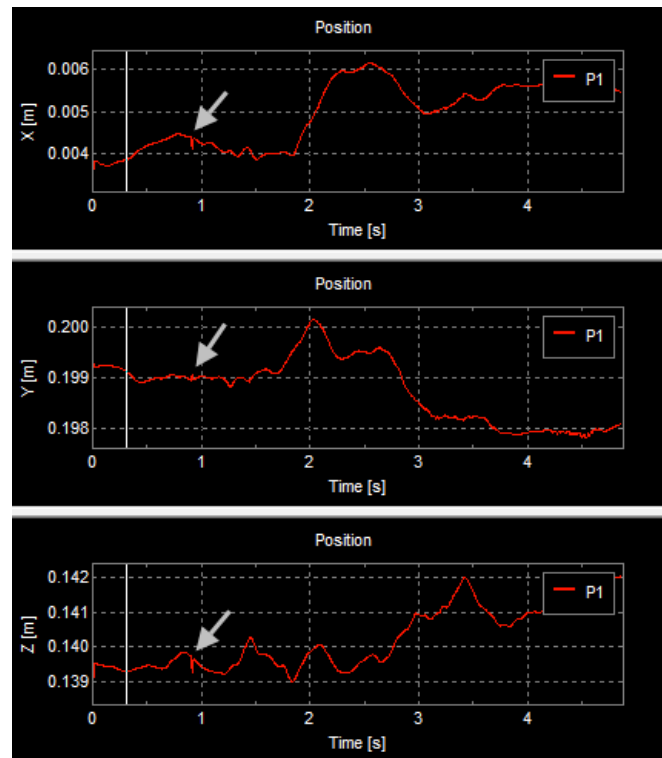 Position
0.006
0.005
0.004
X [m]
P1
0 1 2 3 4
Time [s]
Position
0.200
0.199
0.198
Y [m]
P1
0 1 2 3 4
Time [s]
Position
0.142
0.141
0.140
0.139
Z [m]
P1
0 1 2 3 4
Time [s]